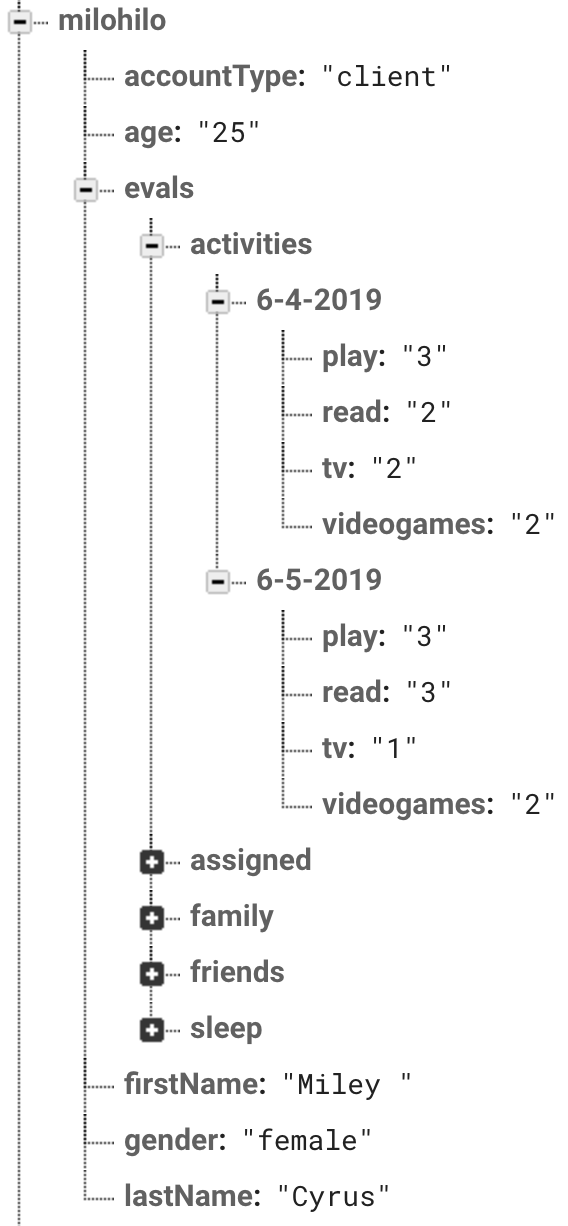 milohilo
accountType: "client"
age: "25"
evals
activities
6-4-2019
play: "3"
read: "2"
tv: "2"
videogames: "2"
6-5-2019
play: "3"
read: "3"
tv: "1"
videogames: "2"
assigned
family
friends
sleep
firstName: "Miley "
gender: "female"
lastName: "Cyrus"